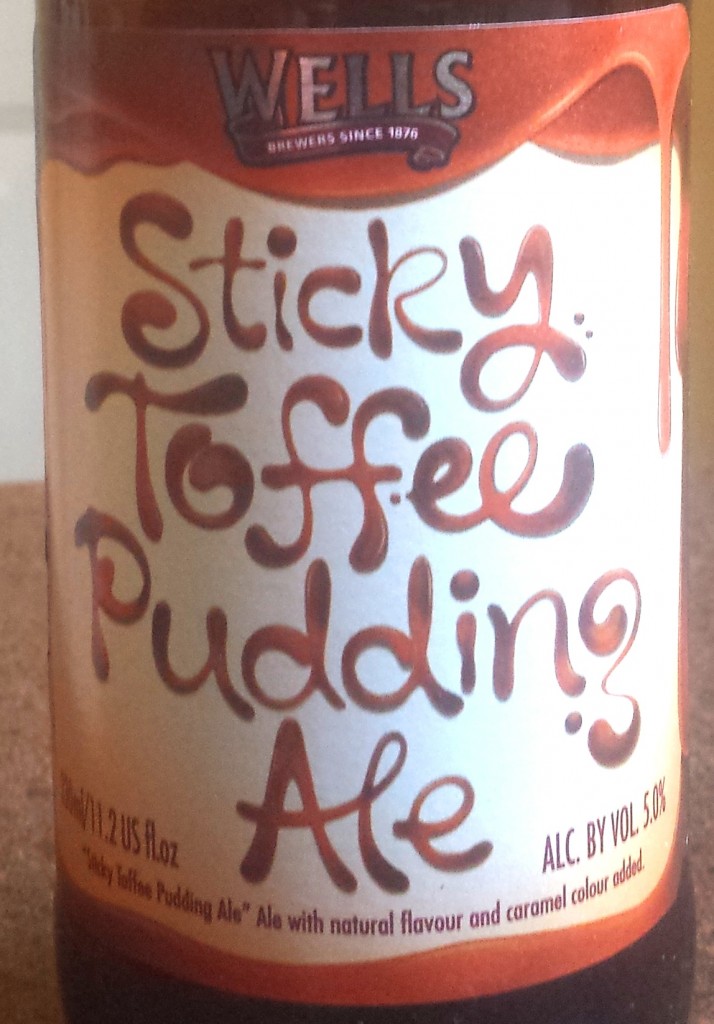 WELLS
BREWERS SINCE 1876
Sticky
Toffee
Pudding
Ale
/11.2 US fl.oz
ALC. BY VOL. 5.0%
"Sticky Toffee Pudding Ale" Ale with natural flavour and caramel colour added.